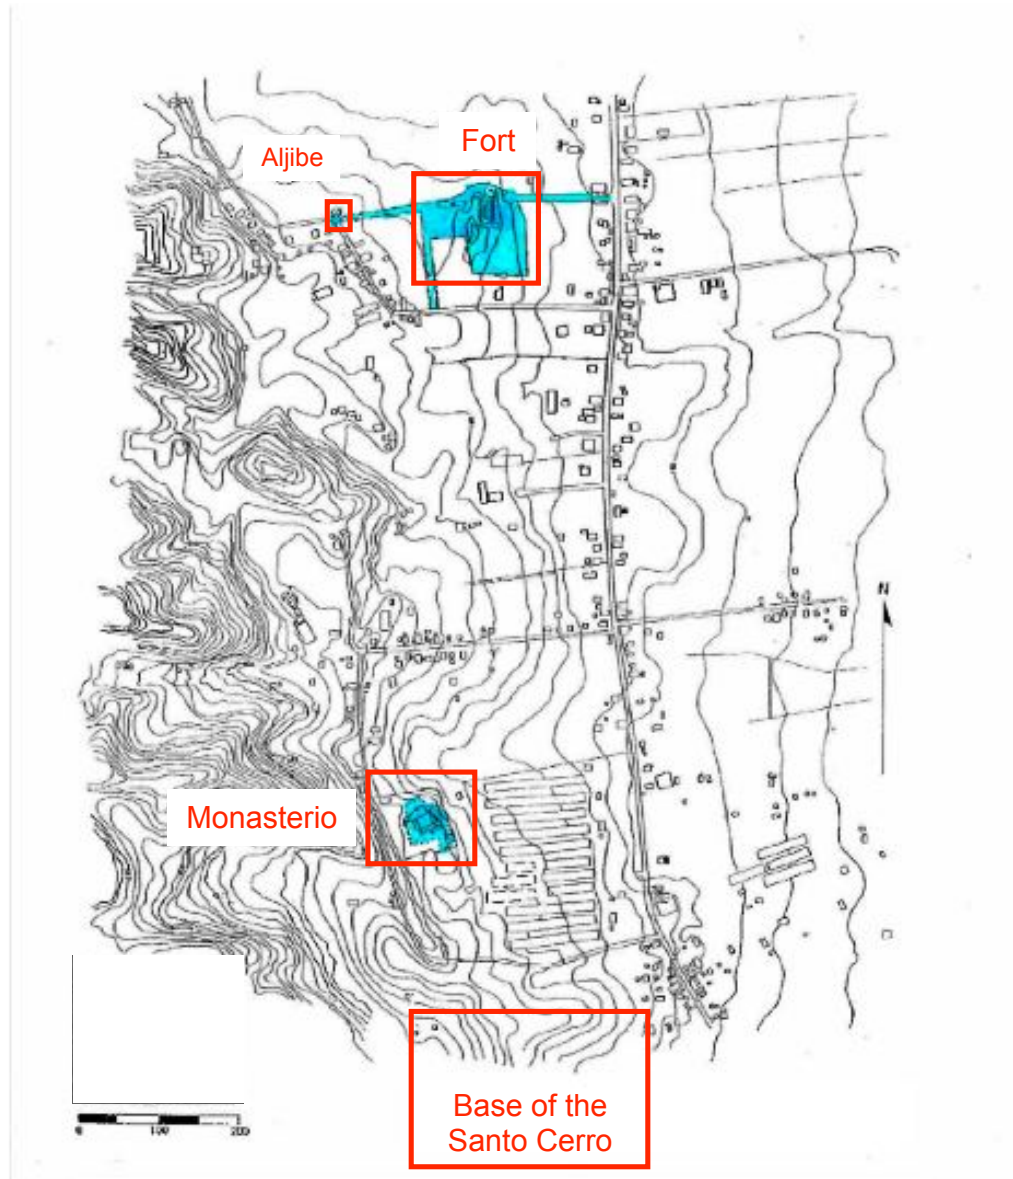 Aljibe
Fort
N
Monasterio
Base of the
Santo Cerro
0 100 200